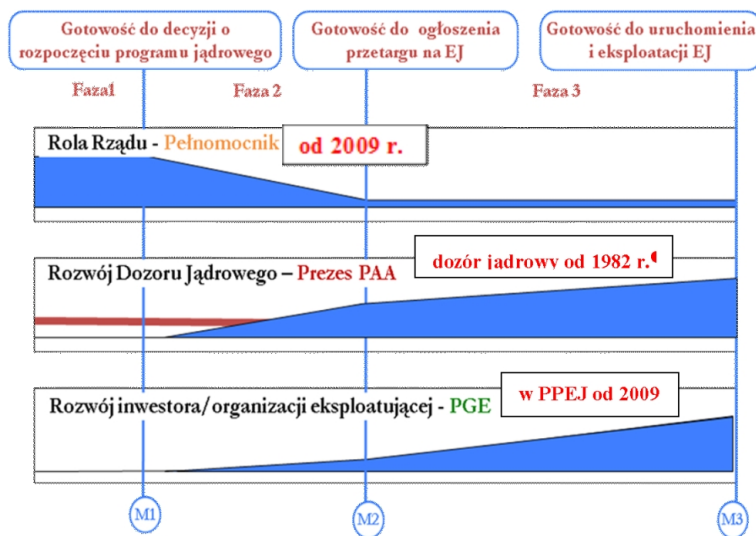 Gotowość do decyzji o
rozpoczęciu programu jądrowego
Gotowość do ogłoszenia
przetargu na EJ
Gotowość do uruchomienia
i eksploatacji EJ
Faza1
Faza 2
Faza 3
Rola Rządu - Pełnomocnik
od 2009 r.
Rozwój Dozoru Jądrowego – Prezes PAA
dozór jądrowy od 1982 r.¶
Rozwój inwestora/organizacji eksploatującej - PGE
w PPEJ od 2009
M1
M2
M3